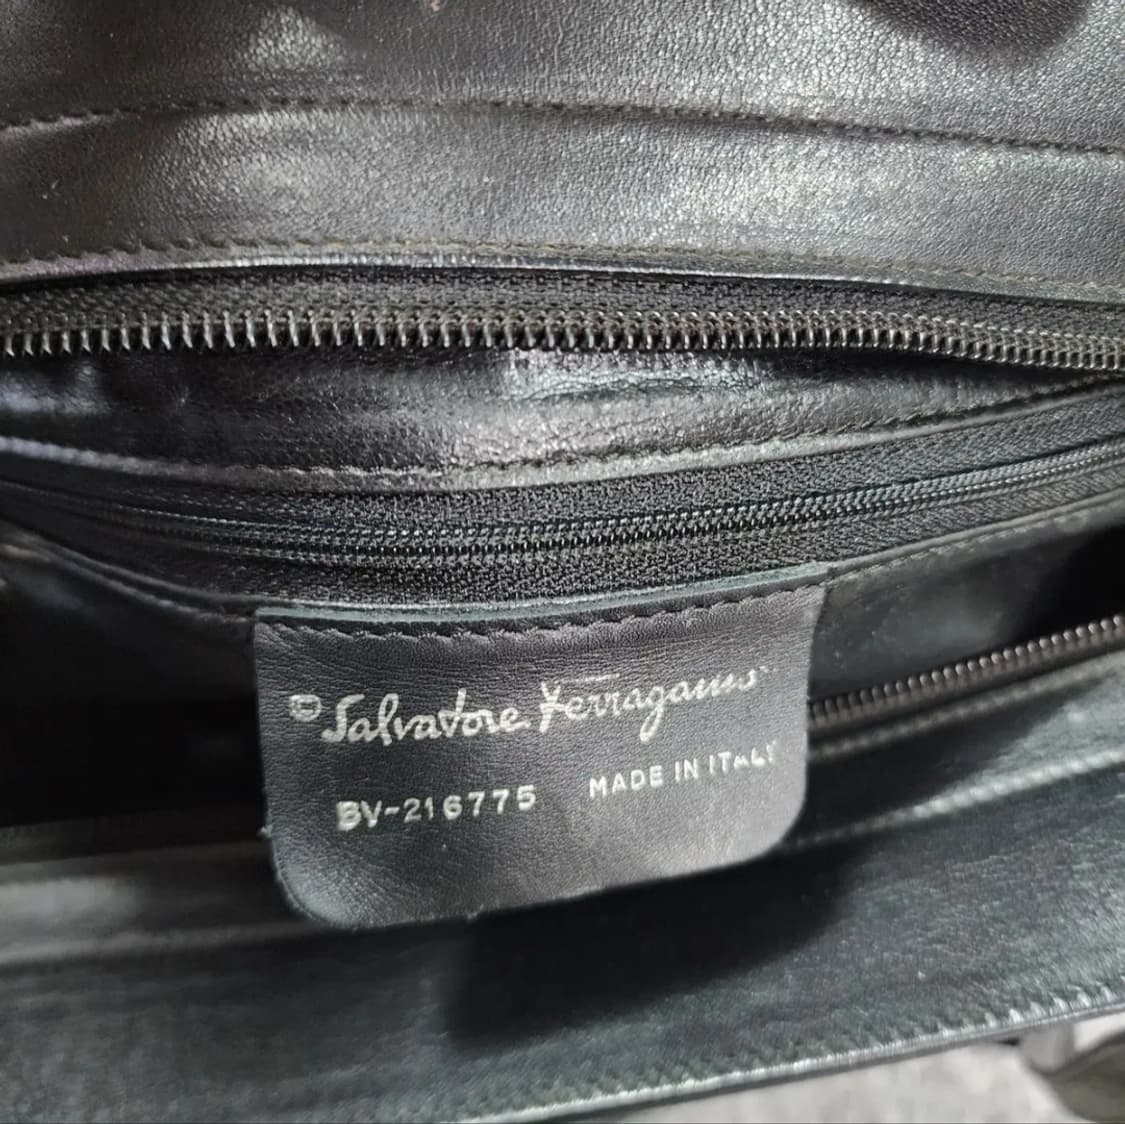 © Salvatore Ferragamo
BV-216775 MADE IN ITALY